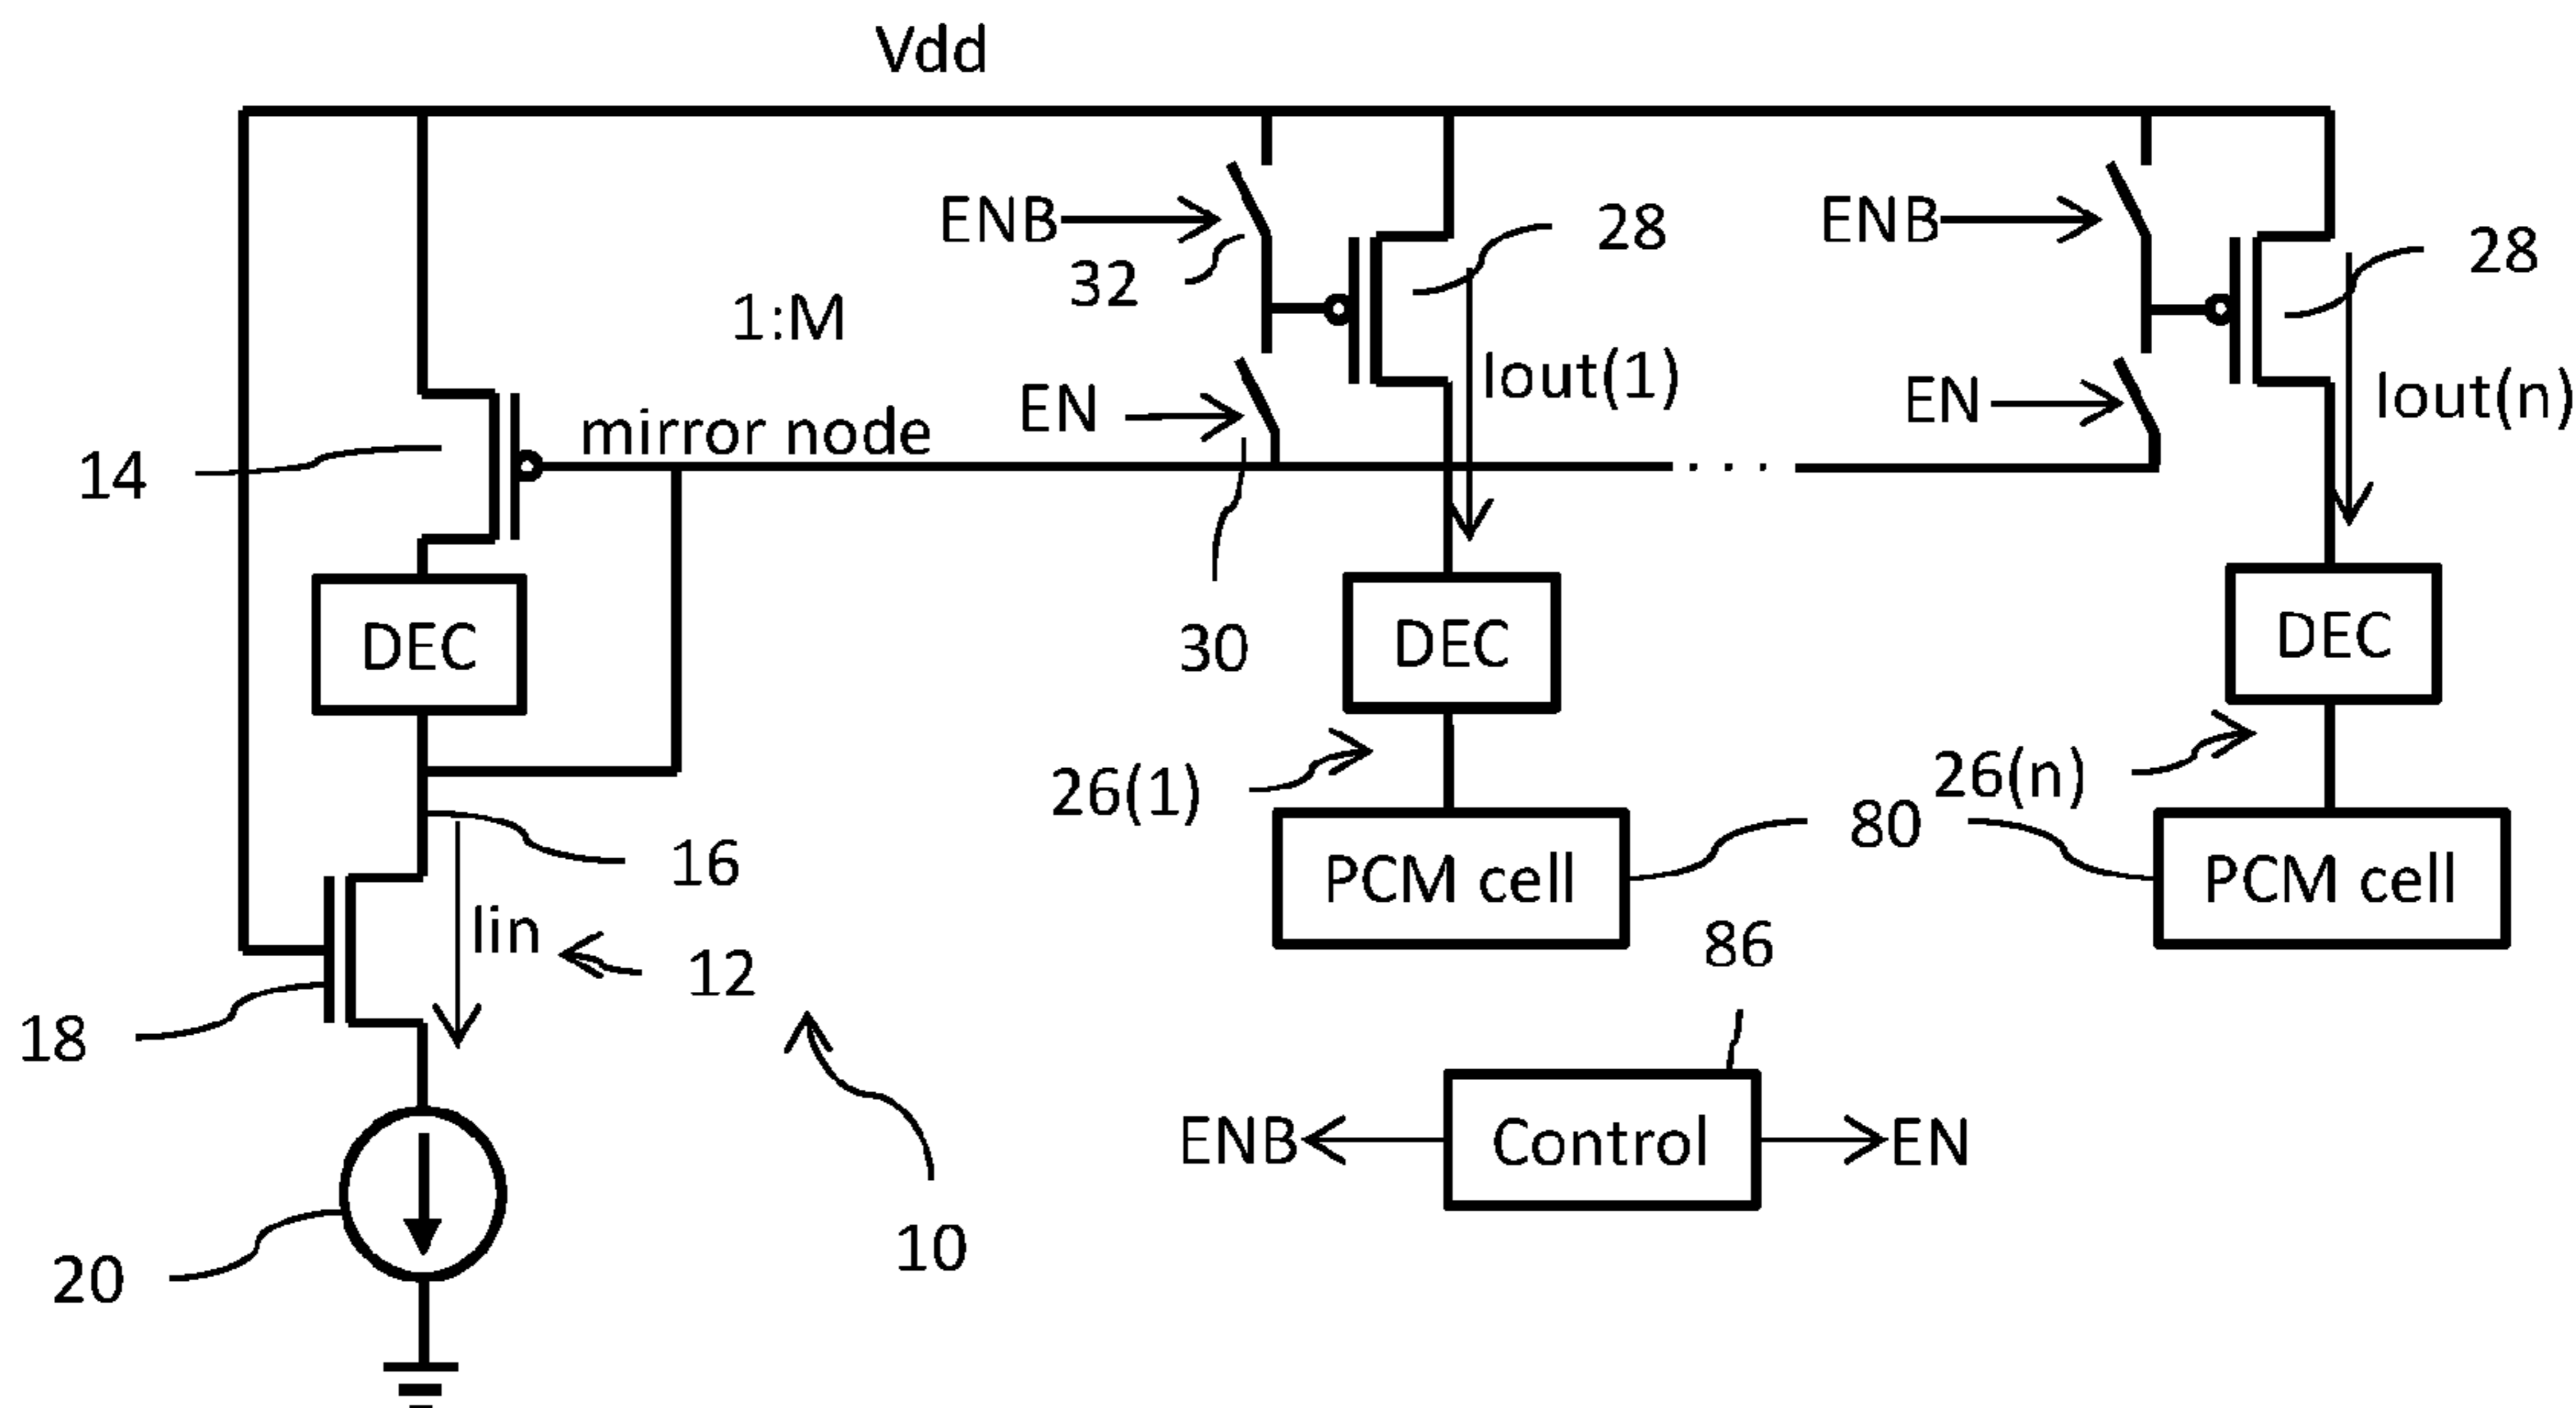 Vdd
ENB
32
28
ENB
28
1:M
Iout(1)
Iout(n)
EN
EN
mirror node
14
. . .
DEC
30
DEC
DEC
26(1)
26(n)
16
80
PCM cell
PCM cell
Iin
12
86
18
ENB
Control
EN
10
20